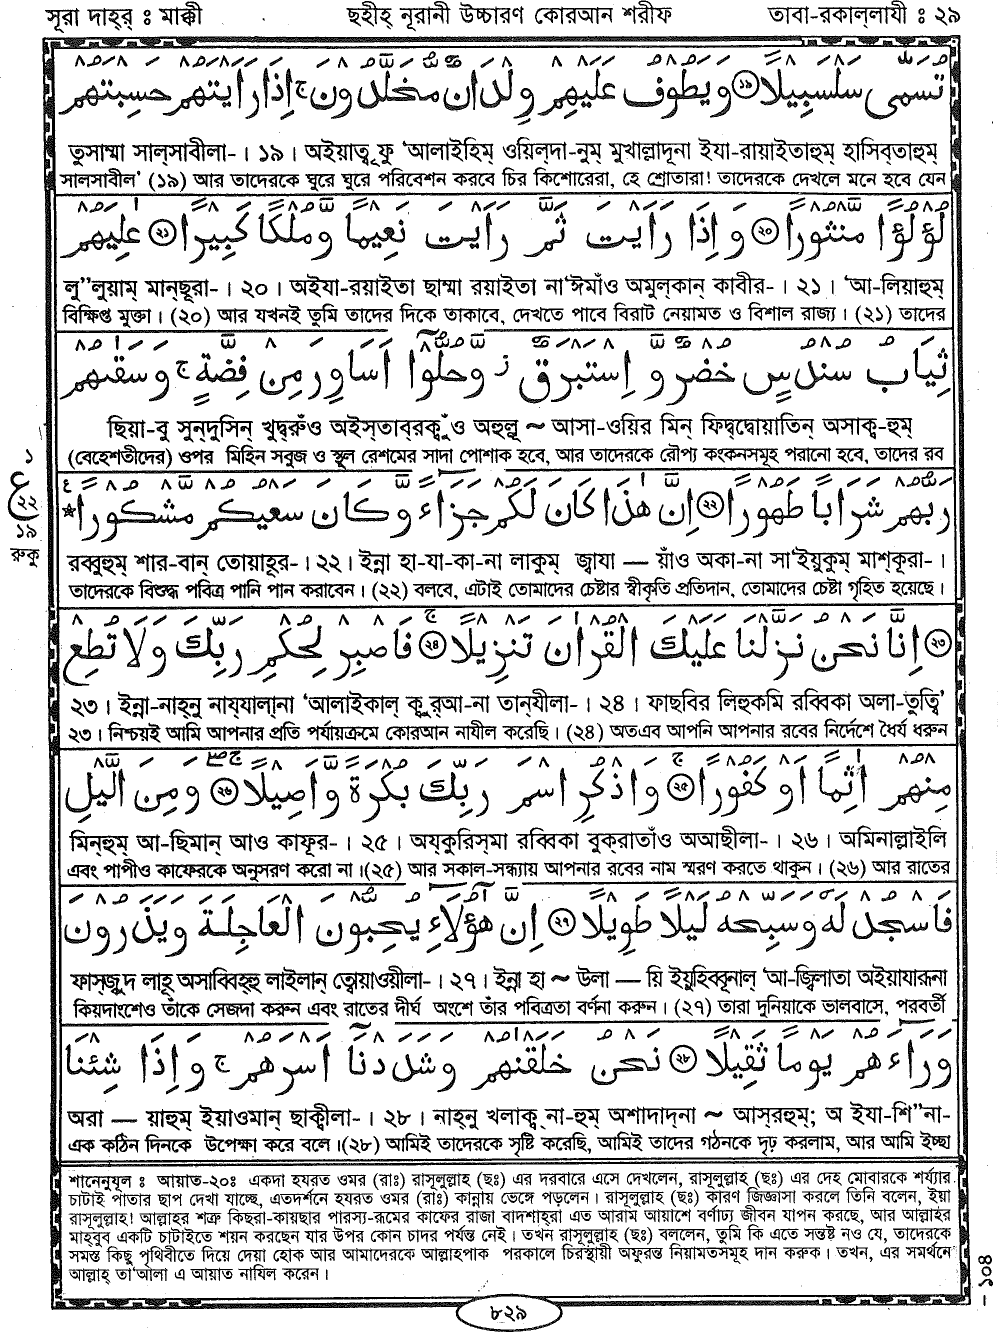 সূরা দাহ্‌র্ ঃ মাক্কী ছহীহ্ নূরানী উচ্চারণ কোরআন শরীফ তাবা-রকাল্‌লাযী ঃ ২৯
تُسَمّٰى سَلْسَبِيْلًا ۝١٩ وَيَطُوْفُ عَلَيْهِمْ وِلْدَانٌ مُّخَلَّدُوْنَ ج اِذَا رَاَيْتَهُمْ حَسِبْتَهُمْ
তুসাম্মা সাল্‌সাবীলা-। ১৯। অইয়াত্বূফু ‘আলাইহিম্ ওয়িল্‌দা-নুম্ মুখাল্লাদূনা ইযা-রায়াইতাহুম্ হাসিব্‌তাহুম্
সালসাবীল’ (১৯) আর তাদেরকে ঘুরে ঘুরে পরিবেশন করবে চির কিশোরেরা, হে শ্রোতারা! তাদেরকে দেখলে মনে হবে যেন
لُؤْلُؤًا مَّنْثُوْرًا ۝٢٠ وَاِذَا رَاَيْتَ ثَمَّ رَاَيْتَ نَعِيْمًا وَّمُلْكًا كَبِيْرًا ۝٢١ عٰلِيَهُمْ
লু”লুয়াম্ মান্‌ছূরা-। ২০। অইযা-রয়াইতা ছাম্মা রয়াইতা না‘ঈমাঁও অমুল্‌কান্ কাবীর-। ২১। ‘আ-লিয়াহুম্
বিক্ষিপ্ত মুক্তা। (২০) আর যখনই তুমি তাদের দিকে তাকাবে, দেখতে পাবে বিরাট নেয়ামত ও বিশাল রাজ্য। (২১) তাদের
ثِيَابُ سُنْدُسٍ خُضْرٌ وَّاِسْتَبْرَقٌ ز وَّحُلُّوْٓا اَسَاوِرَ مِنْ فِضَّةٍ ج وَسَقٰىهُمْ
ছিয়া-বু সুন্‌দুসিন্ খুদ্ব্‌রুঁও অইস্‌তাব্‌রক্বুঁও অহুল্লূ ~ আসা-ওয়ির মিন্ ফিদ্ব্‌দ্বোয়াতিন্ অসাক্ব-হুম্
(বেহেশতীদের) ওপর মিহিন সবুজ ও স্থুল রেশমের সাদা পোশাক হবে, আর তাদেরকে রৌপ্য কংকনসমূহ পরানো হবে, তাদের রব
رَبُّهُمْ شَرَابًا طَهُوْرًا ۝٢٢ اِنَّ هٰذَا كَانَ لَكُمْ جَزَآءً وَّكَانَ سَعْيُكُمْ مَّشْكُوْرًا ع
রব্বুহুম্ শার-বান্ তোয়াহূর-। ২২। ইন্না হা-যা-কা-না লাকুম্ জ্বাযা — য়াঁও অকা-না সা‘ইয়ুকুম্ মাশ্‌কূরা-।
তাদেরকে বিশুদ্ধ পবিত্র পানি পান করাবেন। (২২) বলবে, এটাই তোমাদের চেষ্টার স্বীকৃতি প্রতিদান, তোমাদের চেষ্টা গৃহিত হয়েছে।
১
ع
২২
১৯
রুকু
۝٢٣ اِنَّا نَحْنُ نَزَّلْنَا عَلَيْكَ الْقُرْاٰنَ تَنْزِيْلًا ۝٢٤ ج فَاصْبِرْ لِحُكْمِ رَبِّكَ وَلَا تُطِعْ
২৩। ইন্না-নাহ্‌নু নায্‌যাল্‌না ‘আলাইকাল্ ক্বুর্‌আ-না তান্‌যীলা-। ২৪। ফাছ্‌বির লিহুক্‌মি রব্বিকা অলা-তুত্বি’
২৩। নিশ্চয়ই আমি আপনার প্রতি পর্যায়ক্রমে কোরআন নাযীল করেছি। (২৪) অতএব আপনি আপনার রবের নির্দেশে ধৈর্য ধরুন
مِنْهُمْ اٰثِمًا اَوْ كَفُوْرًا ۝٢٥ ج وَاذْكُرِ اسْمَ رَبِّكَ بُكْرَةً وَّاَصِيْلًا ۝٢٦ ج صلے وَمِنَ الَّيْلِ
মিন্‌হুম্ আ-ছিমান্ আও কাফূর-। ২৫। অয্‌কুরিস্‌মা রব্বিকা বুক্‌রাতাঁও অআছীলা-। ২৬। অমিনাল্লাইলি
এবং পাপীও কাফেরকে অনুসরণ করো না।(২৫) আর সকাল-সন্ধ্যায় আপনার রবের নাম স্মরণ করতে থাকুন। (২৬) আর রাতের
فَاسْجُدْ لَهٗ وَسَبِّحْهُ لَيْلًا طَوِيْلًا ۝٢٧ اِنَّ هٰٓؤُلَآءِ يُحِبُّوْنَ الْعَاجِلَةَ وَيَذَرُوْنَ
ফাস্‌জুদ্ লাহূ অসাব্বিহ্‌হু লাইলান্ ত্বোয়াওয়ীলা-। ২৭। ইন্না হা ~ উলা — য়ি ইয়ুহিব্বূনাল্ ‘আ-জ্বিলাতা অইয়াযারূনা
কিয়দাংশেও তাঁকে সেজদা করুন এবং রাতের দীর্ঘ অংশে তাঁর পবিত্রতা বর্ণনা করুন। (২৭) তারা দুনিয়াকে ভালবাসে, পরবর্তী
وَرَآءَهُمْ يَوْمًا ثَقِيْلًا ۝٢٨ نَحْنُ خَلَقْنٰهُمْ وَشَدَدْنَآ اَسْرَهُمْ ج وَاِذَا شِئْنَا
অরা — য়াহুম্ ইয়াওমান্ ছাক্বীলা-। ২৮। নাহ্‌নু খলাক্ব্‌না-হুম্ অশাদাদ্‌না ~ আস্‌রহুম্; অ ইযা-শি”না-
এক কঠিন দিনকে উপেক্ষা করে বলে।(২৮) আমিই তাদেরকে সৃষ্টি করেছি, আমিই তাদের গঠনকে দৃঢ় করলাম, আর আমি ইচ্ছা
শানেনুযূল ঃ আয়াত-২০ঃ একদা হযরত ওমর (রাঃ) রাসূলুল্লাহ (ছঃ) এর দরবারে এসে দেখলেন, রাসূলুল্লাহ (ছঃ) এর দেহ মোবারকে শর্য্যার
চাটাই পাতার ছাপ দেখা যাচ্ছে, এতদর্শনে হযরত ওমর (রাঃ) কান্নায় ভেঙ্গে পড়লেন। রাসূলুল্লাহ (ছঃ) কারণ জিজ্ঞাসা করলে তিনি বলেন, ইয়া
রাসূলুল্লাহ! আল্লাহর শত্রু কিছরা-কায়ছার পারস্য-রূমের কাফের রাজা বাদশাহ্‌রা এত আরাম আয়াশে বর্ণাঢ্য জীবন যাপন করছে, আর আল্লাহর
মাহবুব একটি চাটাইতে শয়ন করছেন যার উপর কোন চাদর পর্যন্ত নেই। তখন রাসূলুল্লাহ (ছঃ) বললেন, তুমি কি এতে সন্তুষ্ট নও যে, তাদেরকে
সমস্ত কিছু পৃথিবীতে দিয়ে দেয়া হোক আর আমাদেরকে আল্লাহপাক পরকালে চিরস্থায়ী অফুরন্ত নিয়ামতসমূহ দান করুক। তখন, এর সমর্থনে
আল্লাহ্ তা‘আলা এ আয়াত নাযিল করেন।
৮২৯
-১০৪